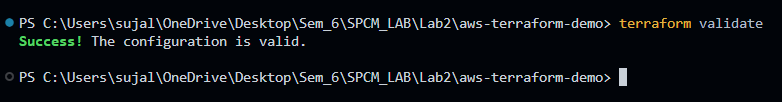 PS C:\Users\sujal\OneDrive\Desktop\Sem_6\SPCM_LAB\Lab2\aws-terraform-demo> terraform validate
Success! The configuration is valid.
PS C:\Users\sujal\OneDrive\Desktop\Sem_6\SPCM_LAB\Lab2\aws-terraform-demo>